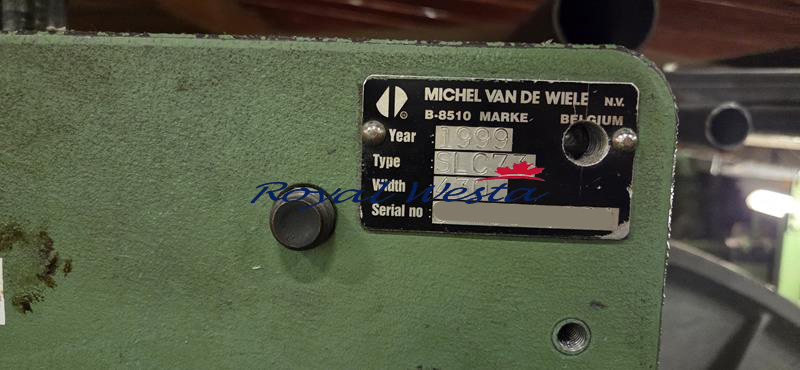 MICHEL VAN DE WIELE N.V.
B-8510 MARKE BELGIUM
Year 1999
Type
Width
Serial no
Royal Westa